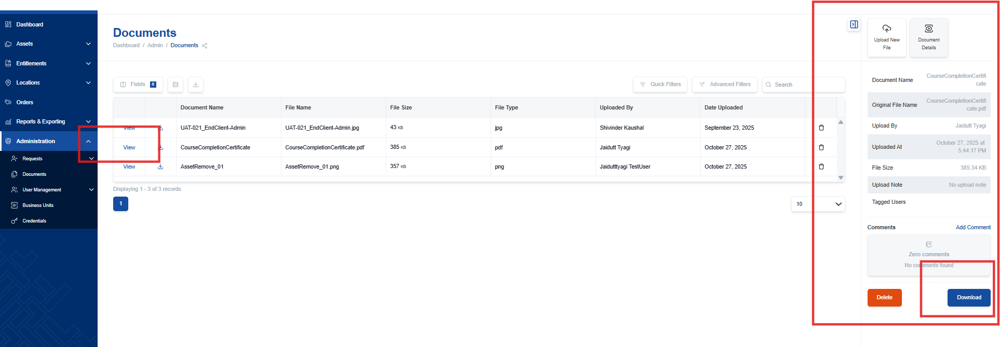 Dashboard
Assets
Entitlements
Locations
Orders
Reports & Exporting
Administration
Requests
Documents
User Management
Business Units
Credentials
Documents
Dashboard / Admin / Documents
Fields 6
Quick Filters
Advanced Filters
Search
Document Name File Name File Size File Type Uploaded By Date Uploaded
View UAT-021_EndClient-Admin UAT-021_EndClient-Admin.jpg 43 KB jpg Shivinder Kaushal September 23, 2025
View CourseCompletionCertificate CourseCompletionCertificate.pdf 385 KB pdf Jaidutt Tyagi October 27, 2025
View AssetRemove_01 AssetRemove_01.png 357 KB png Jaidutttyagi TestUser October 27, 2025
Displaying 1 - 3 of 3 records.
1
10
Upload New
File
Document
Details
Document Name CourseCompletionCertifi
cate
Original File Name CourseCompletionCertifi
cate.pdf
Upload By Jaidutt Tyagi
Uploaded At October 27, 2025 at
5:44:17 PM
File Size 385.34 KB
Upload Note No upload note
Tagged Users
Comments Add Comment
Zero comments
No comments found
Delete Download